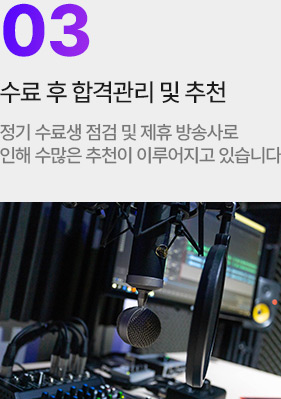 03
수료 후 합격관리 및 추천
정기 수료생 점검 및 제휴 방송사로
인해 수많은 추천이 이루어지고 있습니다